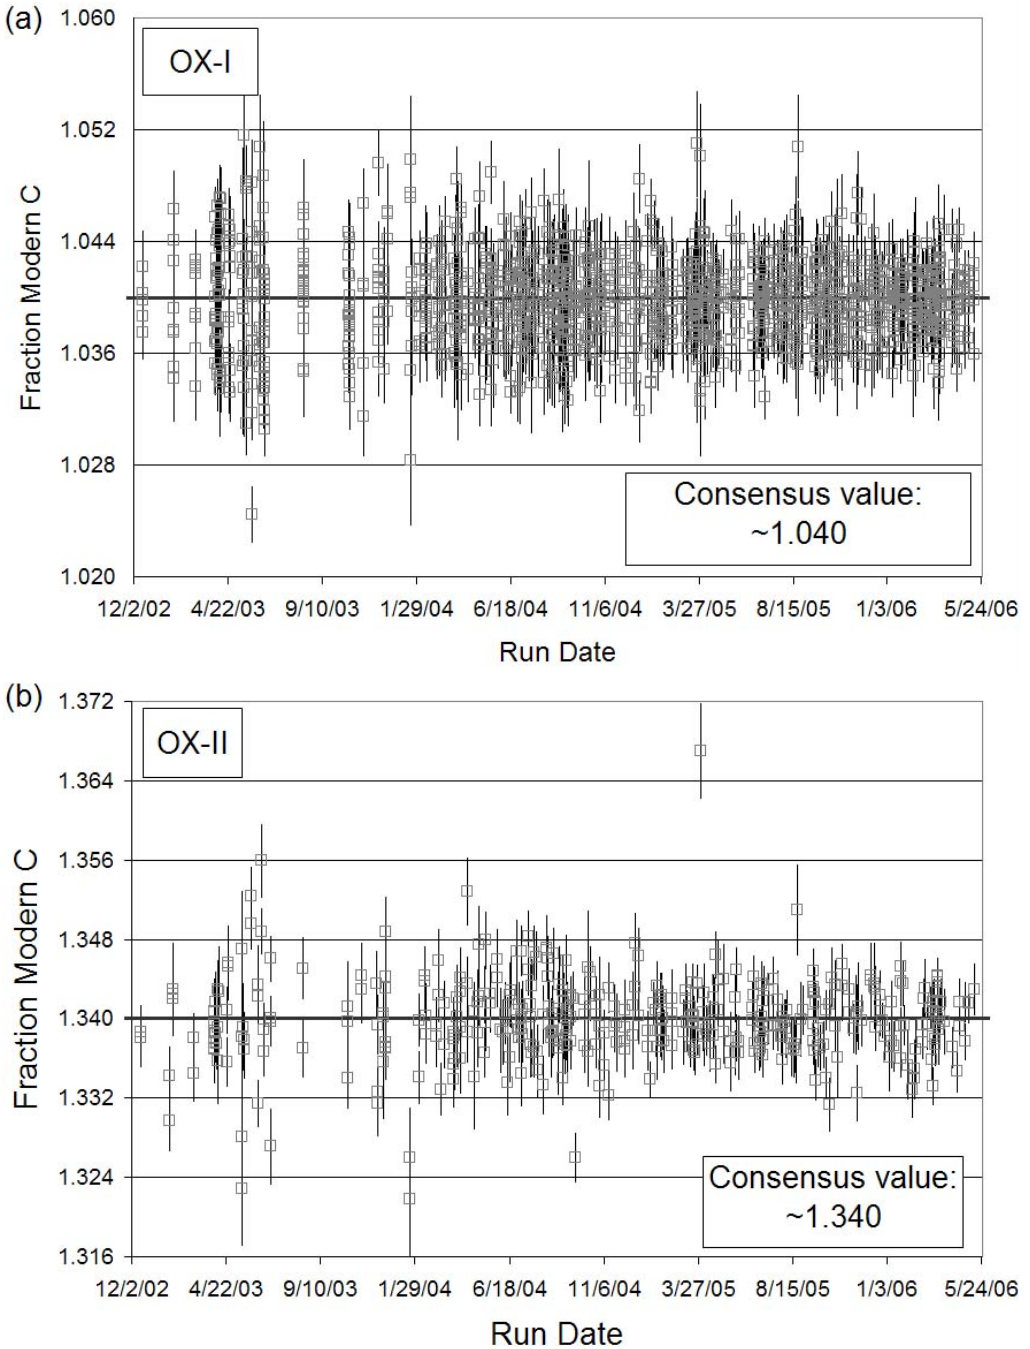 (a)
1.060
OX-I
1.052
1.044
1.036
1.028
1.020
Fraction Modern C
Consensus value:
~1.040
12/2/02 4/22/03 9/10/03 1/29/04 6/18/04 11/6/04 3/27/05 8/15/05 1/3/06 5/24/06
Run Date
(b)
1.372
OX-II
1.364
1.356
1.348
1.340
1.332
1.324
1.316
Fraction Modern C
Consensus value:
~1.340
12/2/02 4/22/03 9/10/03 1/29/04 6/18/04 11/6/04 3/27/05 8/15/05 1/3/06 5/24/06
Run Date